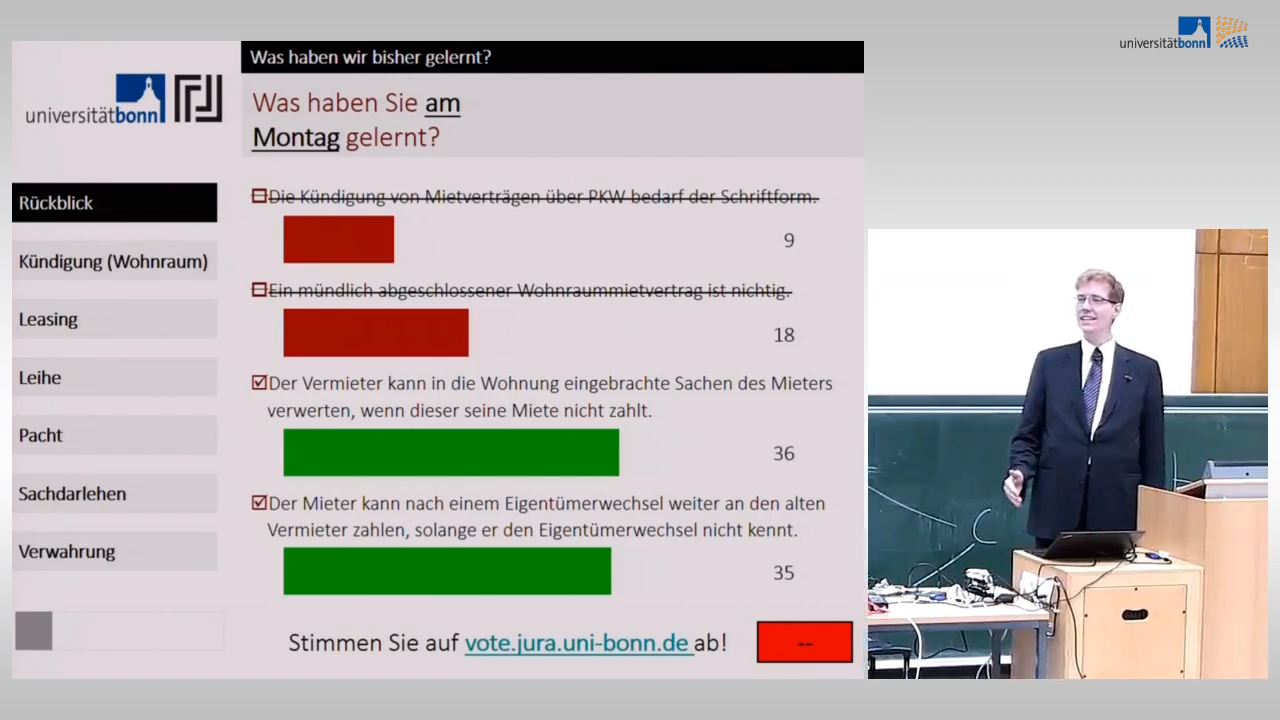 universitätbonn
Was haben wir bisher gelernt?
universitätbonn
Was haben Sie am
Montag gelernt?
Rückblick
Kündigung (Wohnraum)
Leasing
Leihe
Pacht
Sachdarlehen
Verwahrung
Die Kündigung von Mietverträgen über PKW bedarf der Schriftform.
9
Ein mündlich abgeschlossener Wohnraummietvertrag ist nichtig.
18
Der Vermieter kann in die Wohnung eingebrachte Sachen des Mieters
verwerten, wenn dieser seine Miete nicht zahlt.
36
Der Mieter kann nach einem Eigentümerwechsel weiter an den alten
Vermieter zahlen, solange er den Eigentümerwechsel nicht kennt.
35
Stimmen Sie auf vote.jura.uni-bonn.de ab!
--